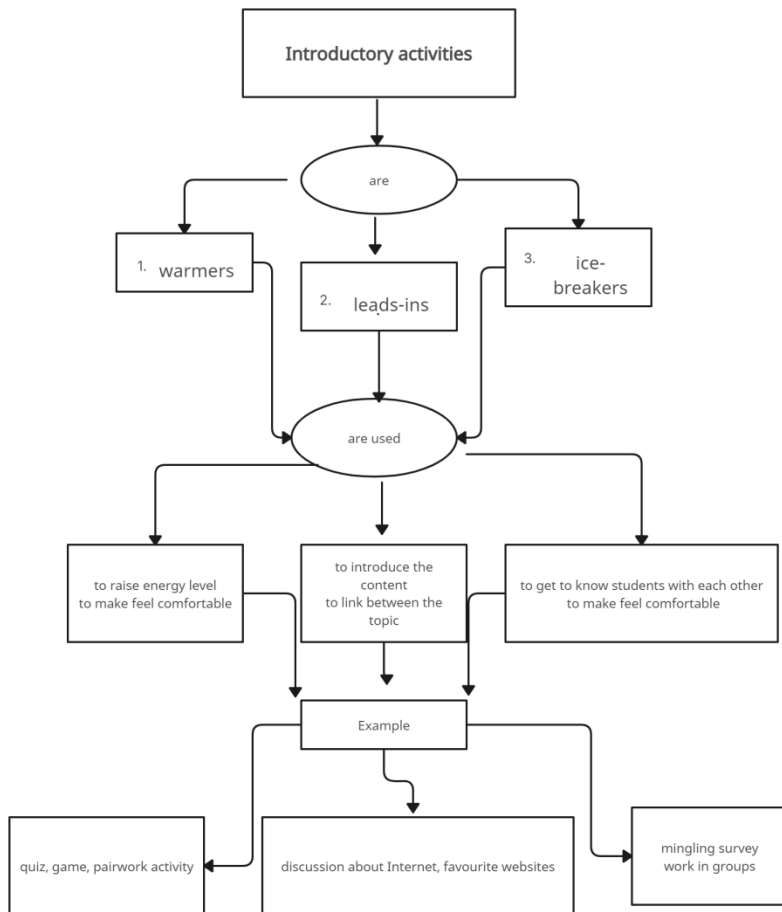 Introductory activities
are
1. warmers
2. leads-ins
3. ice-
breakers
are used
to raise energy level
to make feel comfortable
to introduce the
content
to link between the
topic
to get to know students with each other
to make feel comfortable
Example
quiz, game, pairwork activity
discussion about Internet, favourite websites
mingling survey
work in groups